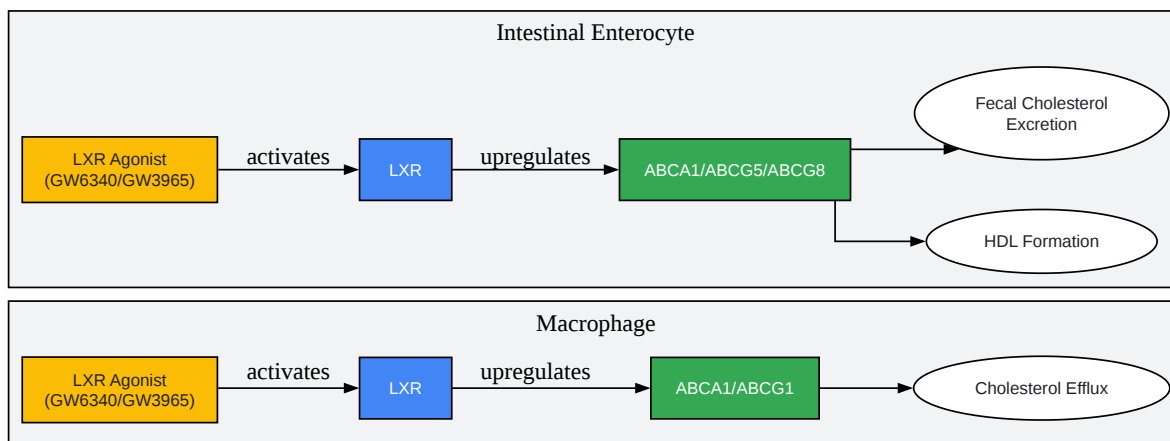 Intestinal Enterocyte
LXR Agonist
(GW6340/GW3965)
activates
LXR
upregulates
ABCA1/ABCG5/ABCG8
Fecal Cholesterol
Excretion
HDL Formation
Macrophage
LXR Agonist
(GW6340/GW3965)
activates
LXR
upregulates
ABCA1/ABCG1
Cholesterol Efflux